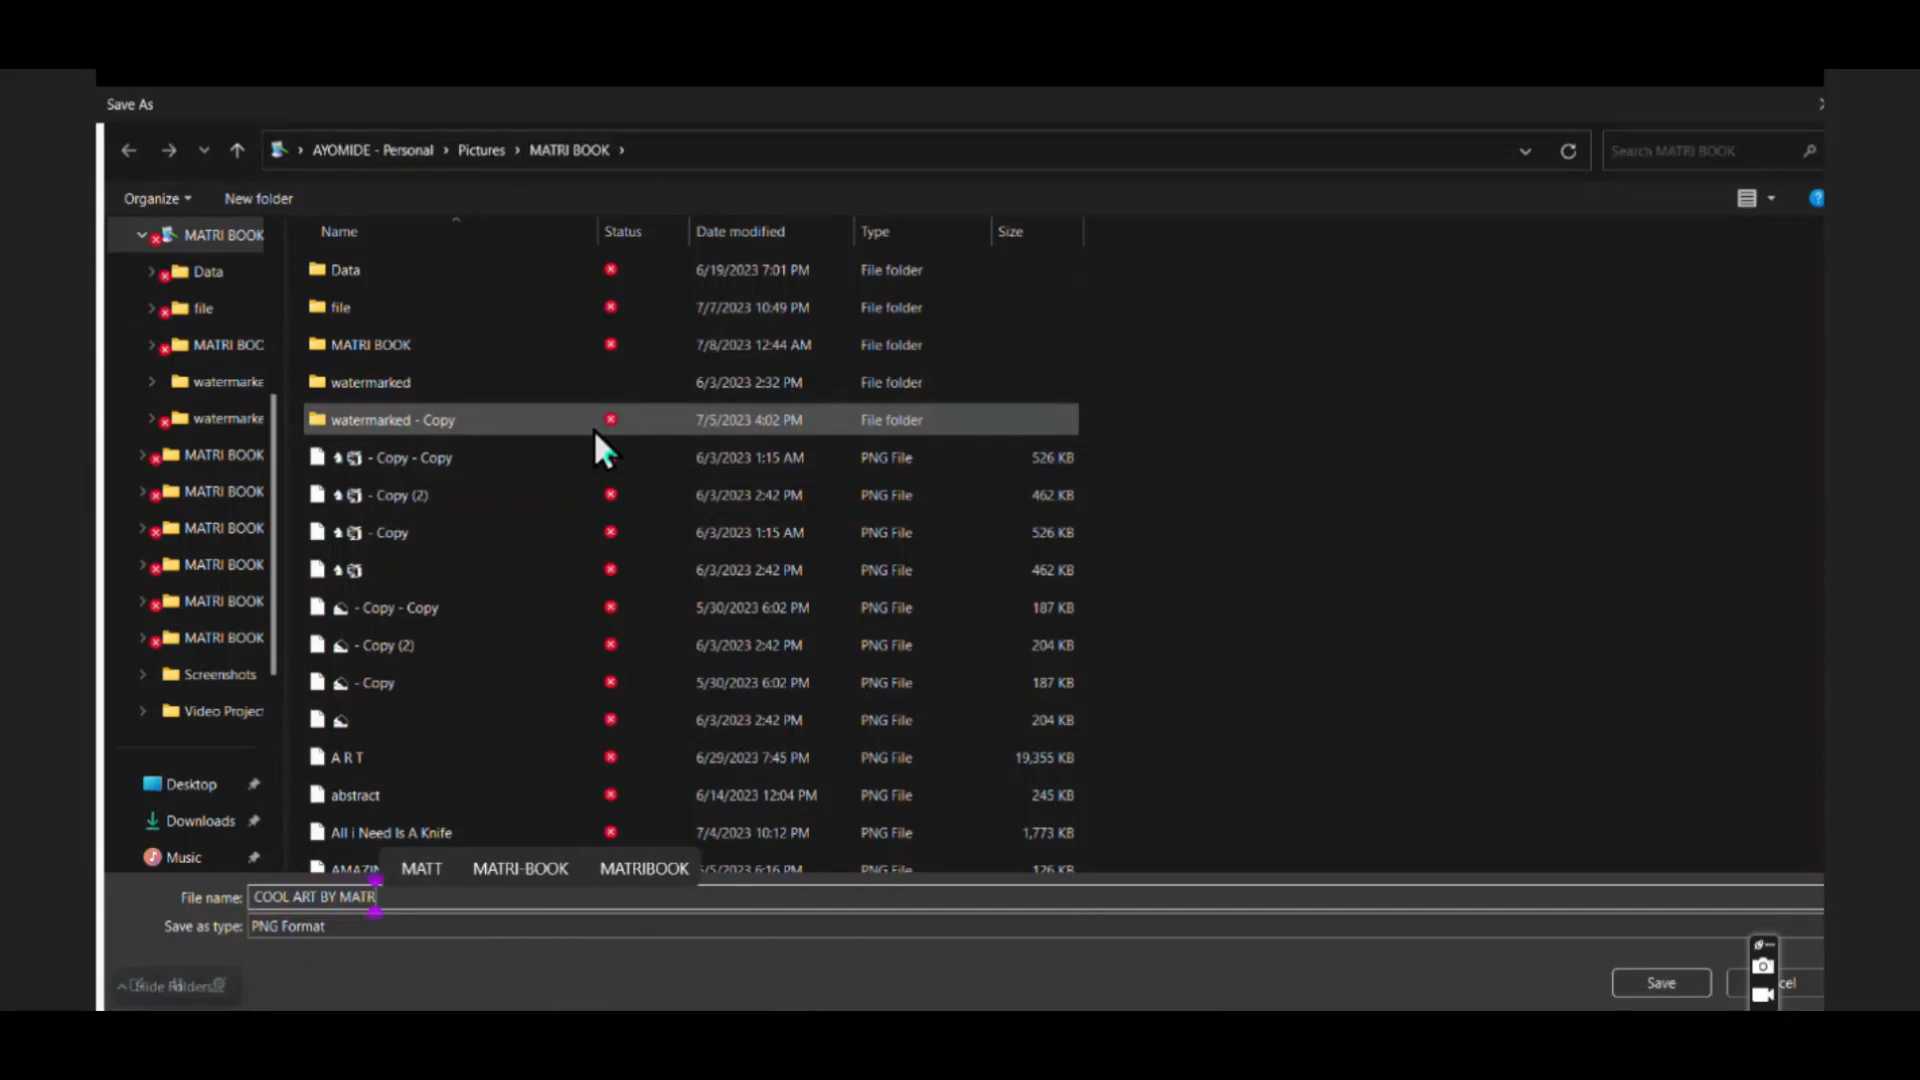 Save As
AYOMIDE - Personal › Pictures › MATRI BOOK ›
Search MATRI BOOK
Organize
New folder
Name Status Date modified Type Size
MATRI BOOK
Data
file
MATRI BOC
watermarke
watermarke
MATRI BOOK
MATRI BOOK
MATRI BOOK
MATRI BOOK
MATRI BOOK
MATRI BOOK
Screenshots
Video Projec
Desktop
Downloads
Music
Data 6/19/2023 7:01 PM File folder
file 7/7/2023 10:49 PM File folder
MATRI BOOK 7/8/2023 12:44 AM File folder
watermarked 6/3/2023 2:32 PM File folder
watermarked - Copy 7/5/2023 4:02 PM File folder
- Copy - Copy 6/3/2023 1:15 AM PNG File 526 KB
- Copy (2) 6/3/2023 2:42 PM PNG File 462 KB
- Copy 6/3/2023 1:15 AM PNG File 526 KB
6/3/2023 2:42 PM PNG File 462 KB
- Copy - Copy 5/30/2023 6:02 PM PNG File 187 KB
- Copy (2) 6/3/2023 2:42 PM PNG File 204 KB
- Copy 5/30/2023 6:02 PM PNG File 187 KB
6/3/2023 2:42 PM PNG File 204 KB
A R T 6/29/2023 7:45 PM PNG File 19,355 KB
abstract 6/14/2023 12:04 PM PNG File 245 KB
All i Need Is A Knife 7/4/2023 10:12 PM PNG File 1,773 KB
MATT MATRI-BOOK MATRIBOOK
File name: COOL ART BY MATR
Save as type: PNG Format
Hide Folders
Save
cel